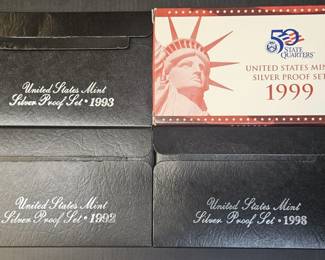 United States Mint
Silver Proof Set • 1993
50
STATE
QUARTERS
UNITED STATES MINT
SILVER PROOF SET
1999
United States Mint
Silver Proof Set • 1992
United States Mint
Silver Proof Set • 1998